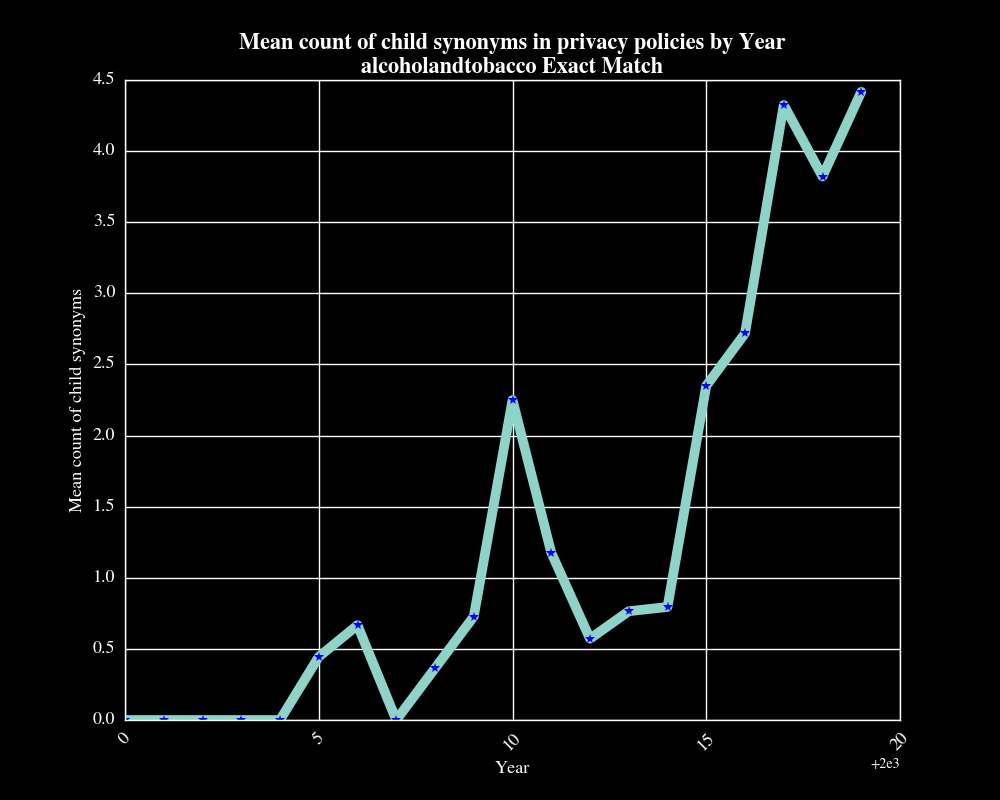 Mean count of child synonyms in privacy policies by Year
alcoholandtobacco Exact Match
4.5
4.0
3.5
3.0
2.5
2.0
1.5
1.0
0.5
0.0
Mean count of child synonyms
0 5 10 15 20
Year
+2e3